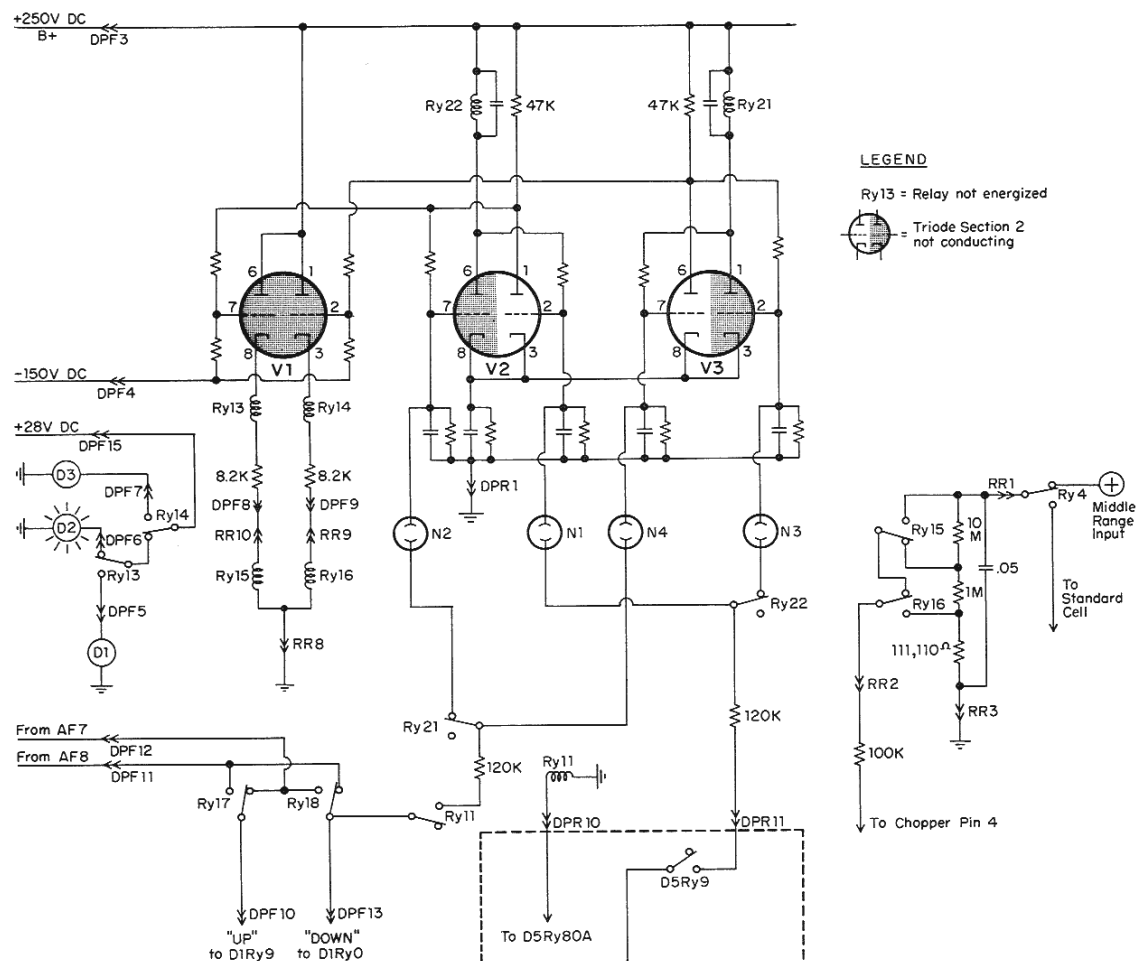 +250V DC
B+
DPF3
Ry22
47K
47K
Ry21
LEGEND
Ry13 = Relay not energized
= Triode Section 2
not conducting
6
1
7
2
8
3
V1
6
1
7
2
8
3
V2
6
1
7
2
8
3
V3
-150V DC
DPF4
Ry13
Ry14
+28V DC
DPF15
D3
DPF7
Ry14
D2
DPF6
Ry13
DPF5
D1
8.2K
8.2K
DPF8
DPF9
RR10
RR9
Ry15
Ry16
RR8
DPR1
N2
N1
N4
N3
Ry22
RR1
Ry4
Middle
Range
Input
Ry15
10
M
.05
Ry16
1M
To
Standard
Cell
111,110Ω
RR2
RR3
100K
To Chopper Pin 4
Ry21
120K
120K
From AF7
DPF12
From AF8
DPF11
Ry17
Ry18
Ry11
Ry11
DPR10
DPR11
D5Ry9
DPF10
DPF13
"UP"
to D1Ry9
"DOWN"
to D1Ry0
To D5Ry80A